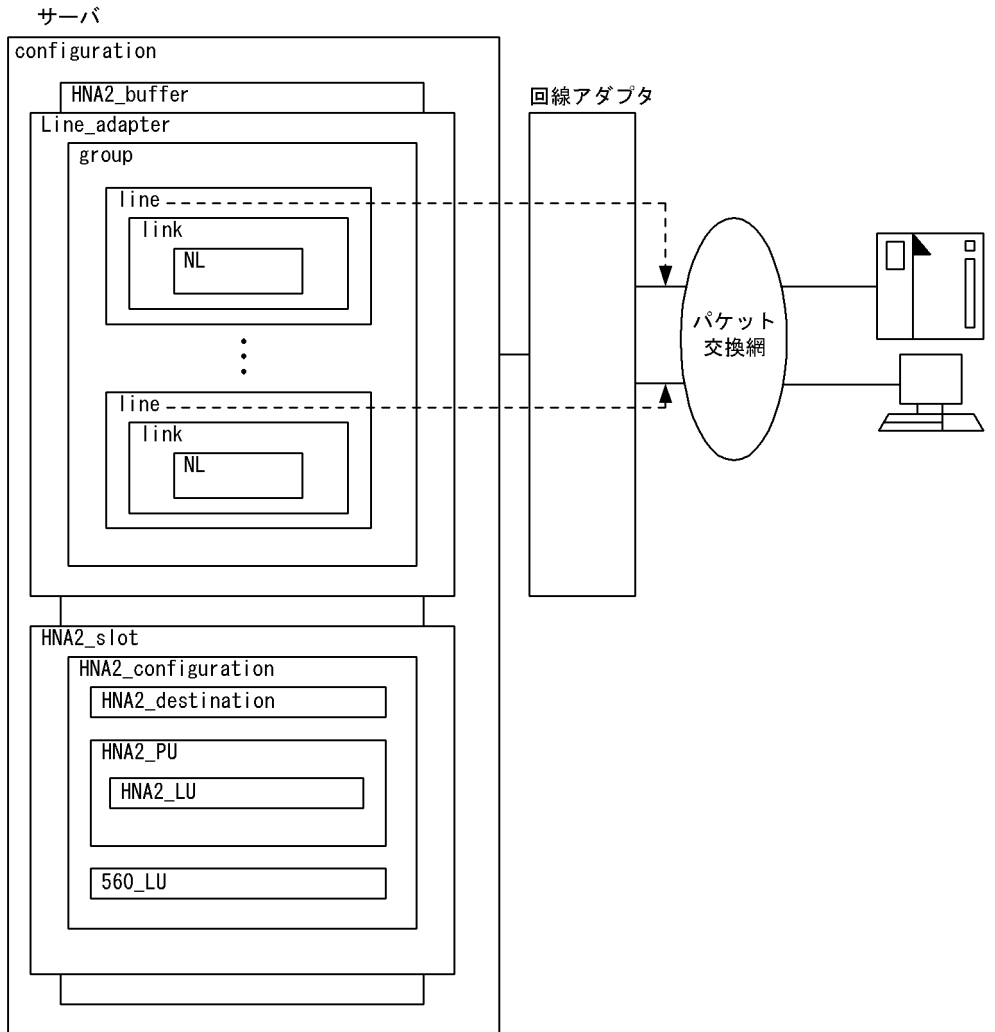 サーバ
configuration
HNA2_buffer
Line_adapter
group
line
link
NL
line
link
NL
HNA2_slot
HNA2_configuration
HNA2_destination
HNA2_PU
HNA2_LU
560_LU
回線アダプタ
パケット
交換網